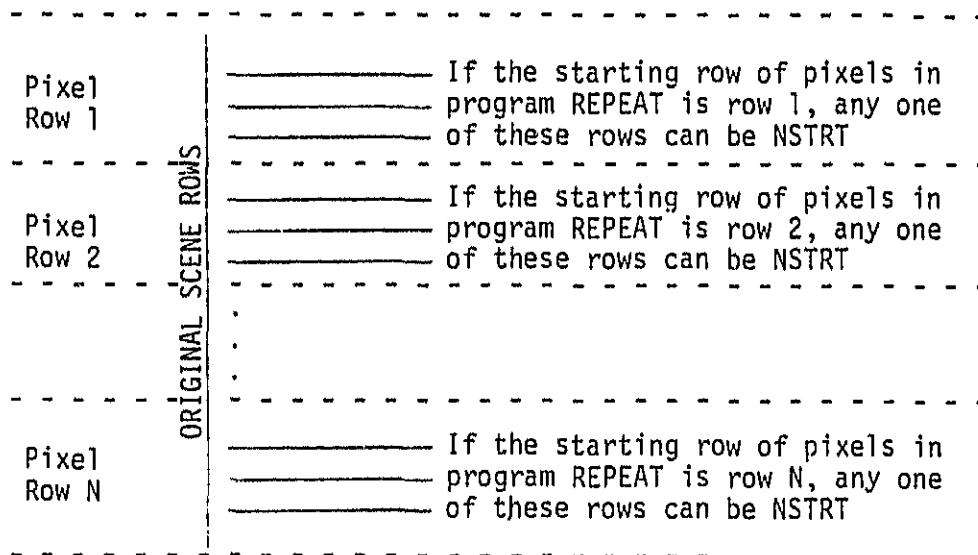 Pixel
Row 1
If the starting row of pixels in
program REPEAT is row 1, any one
of these rows can be NSTRT
ORIGINAL SCENE ROWS
Pixel
Row 2
If the starting row of pixels in
program REPEAT is row 2, any one
of these rows can be NSTRT
.
.
.
Pixel
Row N
If the starting row of pixels in
program REPEAT is row N, any one
of these rows can be NSTRT